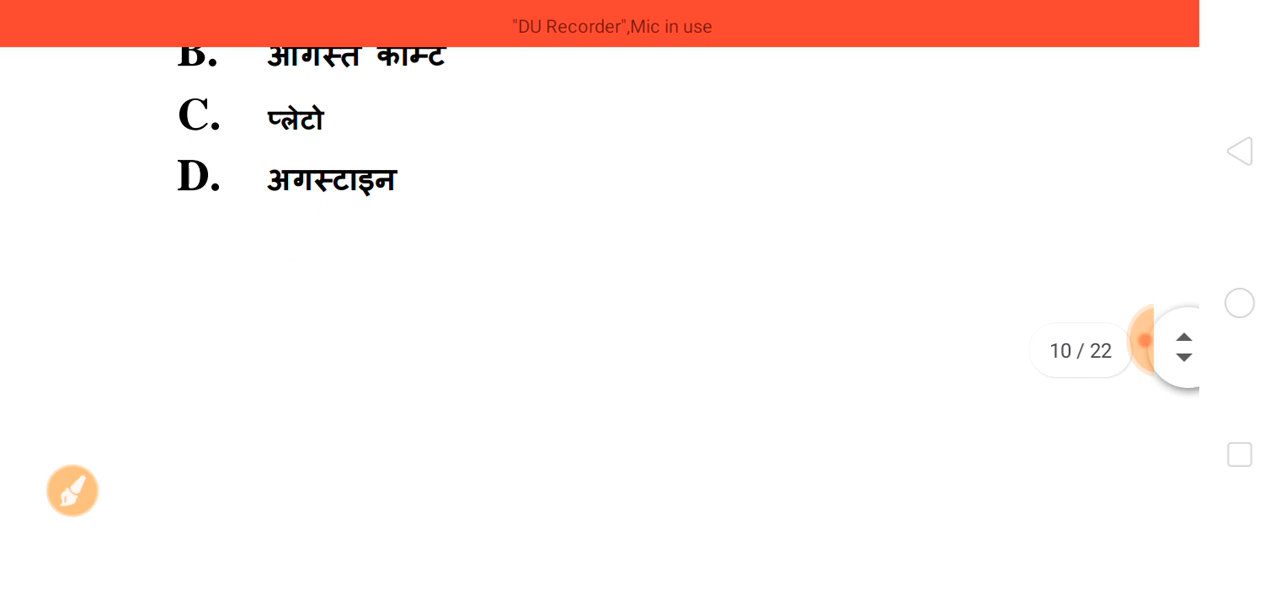 "DU Recorder",Mic in use
B. आगस्त काम्ट
C. प्लेटो
D. अगस्टाइन
10 / 22